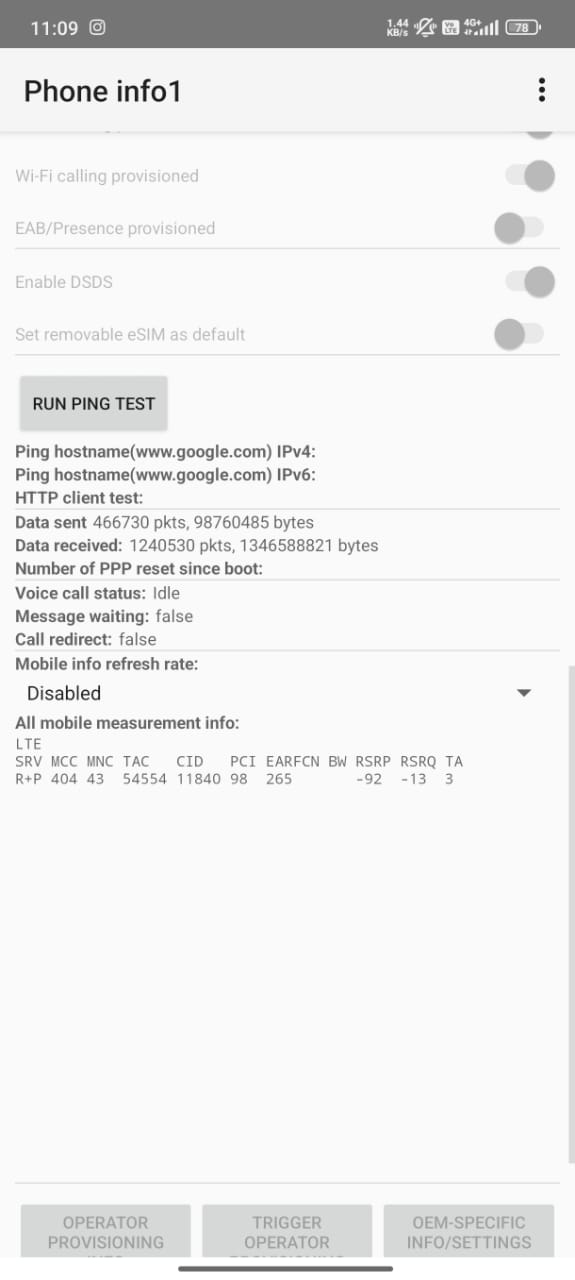 11:09
1.44 KB/s Vo LTE 4G+ 78
Phone info1
Wi-Fi calling provisioned
EAB/Presence provisioned
Enable DSDS
Set removable eSIM as default
RUN PING TEST
Ping hostname(www.google.com) IPv4:
Ping hostname(www.google.com) IPv6:
HTTP client test:
Data sent 466730 pkts, 98760485 bytes
Data received: 1240530 pkts, 1346588821 bytes
Number of PPP reset since boot:
Voice call status: Idle
Message waiting: false
Call redirect: false
Mobile info refresh rate:
Disabled
All mobile measurement info:
LTE
SRV MCC MNC TAC CID PCI EARFCN BW RSRP RSRQ TA
R+P 404 43 54554 11840 98 265 -92 -13 3
OPERATOR PROVISIONING
TRIGGER OPERATOR
OEM-SPECIFIC INFO/SETTINGS